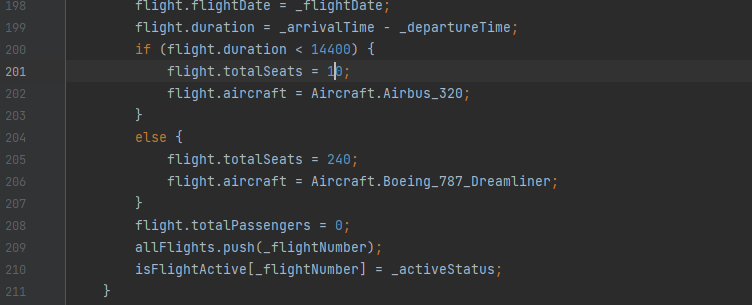 198 flight.flightDate = _flightDate;
199 flight.duration = _arrivalTime - _departureTime;
200 if (flight.duration < 14400) {
201 flight.totalSeats = 10;
202 flight.aircraft = Aircraft.Airbus_320;
203 }
204 else {
205 flight.totalSeats = 240;
206 flight.aircraft = Aircraft.Boeing_787_Dreamliner;
207 }
208 flight.totalPassengers = 0;
209 allFlights.push(_flightNumber);
210 isFlightActive[_flightNumber] = _activeStatus;
211 }